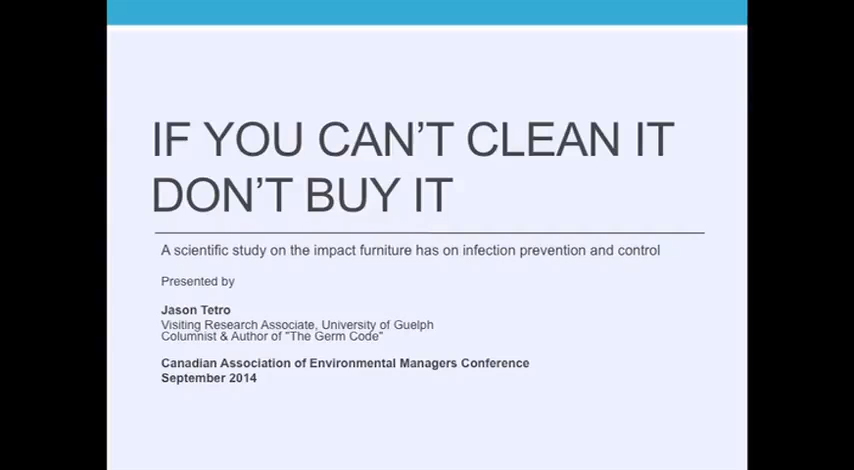 IF YOU CAN'T CLEAN IT
DON'T BUY IT
A scientific study on the impact furniture has on infection prevention and control
Presented by
Jason Tetro
Visiting Research Associate, University of Guelph
Columnist & Author of "The Germ Code"
Canadian Association of Environmental Managers Conference
September 2014